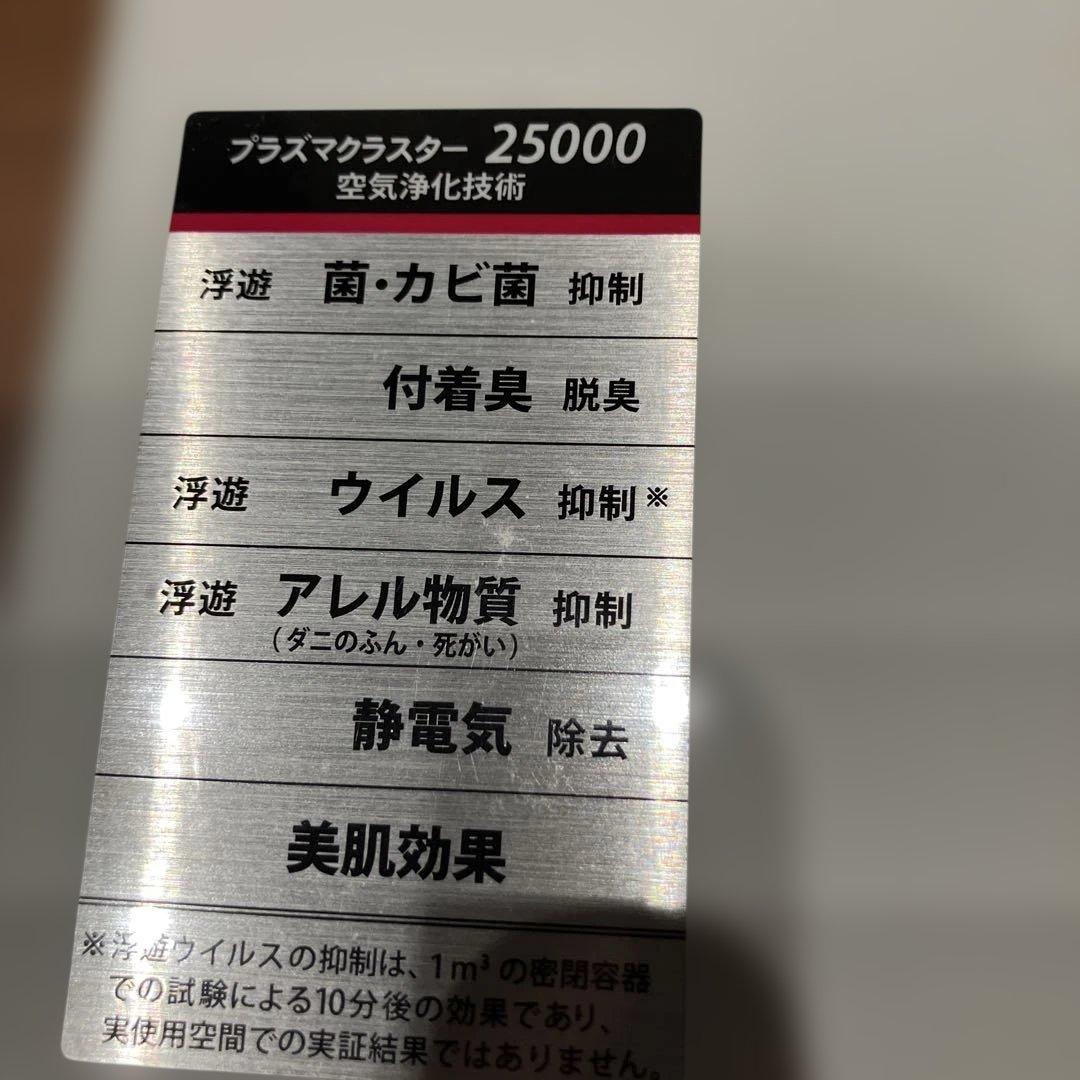 プラズマクラスター 25000
空気浄化技術
浮遊 菌・カビ菌 抑制
付着臭 脱臭
浮遊 ウイルス 抑制※
浮遊 アレル物質 抑制
(ダニのふん・死がい)
静電気 除去
美肌効果
※浮遊ウイルスの抑制は、1m³の密閉容器
での試験による10分後の効果であり、
実使用空間での実証結果ではありません。